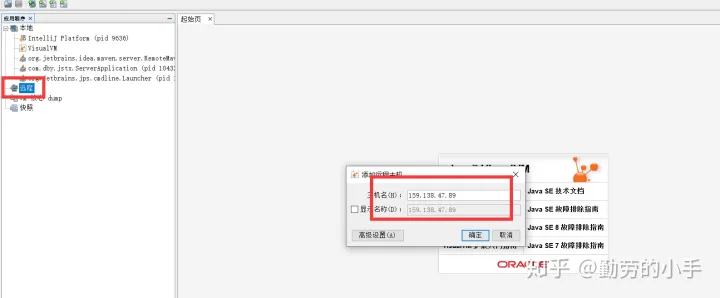 应用程序
起始页
本地
IntelliJ Platform (pid 9636)
VisualVM
org.jetbrains.idea.maven.server.RemoteMave
com.dby.jstx.ServerApplication (pid 1043
org.jetbrains.jps.cmdline.Launcher (pid 1
远程
dump
快照
添加远程主机
主机名(H)：
159.138.47.89
显示名称(D)：
159.138.47.89
高级设置(A)
确定
取消
Java SE 技术文档
Java SE 故障排除指南
Java SE 8 故障排除指南
Java SE 7 故障排除指南
ORACLE
知乎 @勤劳的小手